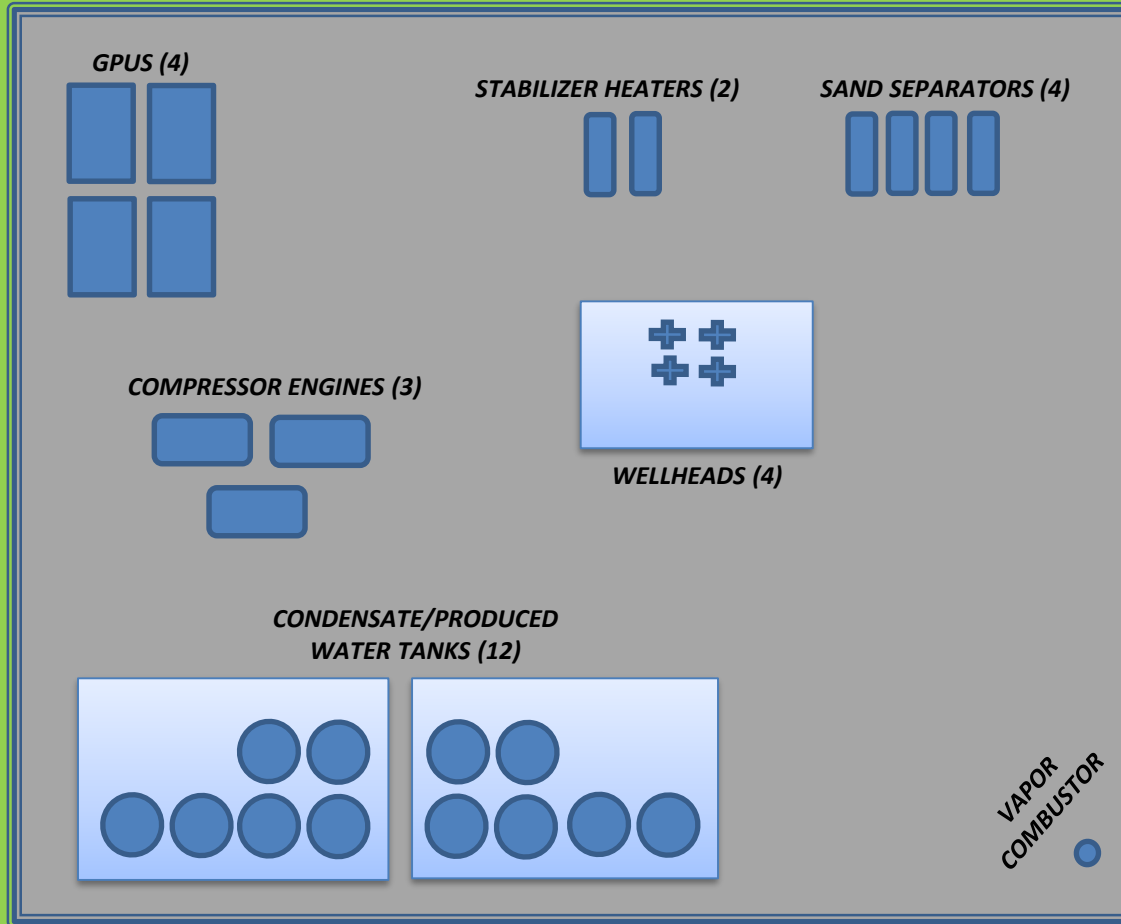 GPUS (4)
STABILIZER HEATERS (2)
SAND SEPARATORS (4)
COMPRESSOR ENGINES (3)
WELLHEADS (4)
CONDENSATE/PRODUCED
WATER TANKS (12)
VAPOR
COMBUSTOR